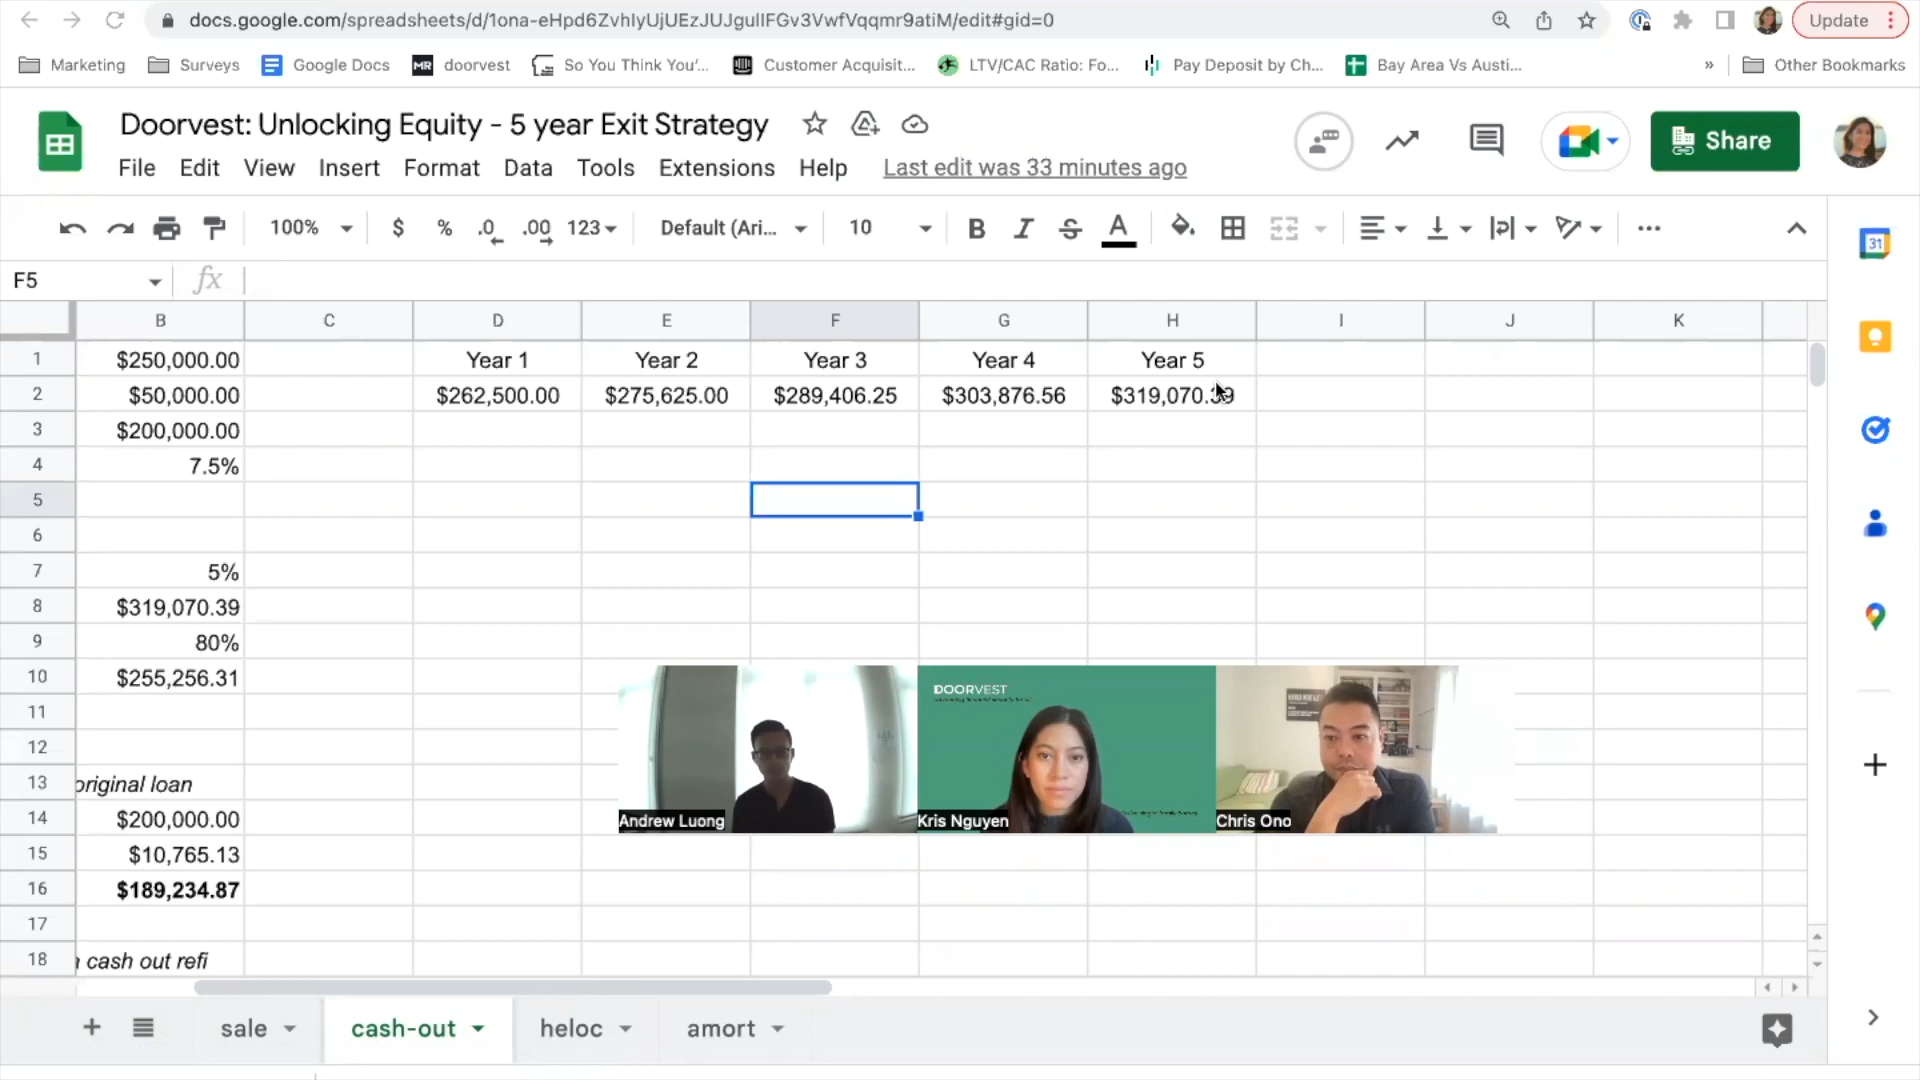 docs.google.com/spreadsheets/d/1ona-eHpd6ZvhIyUjUEzJUJgulIFGv3VwfVqqmr9atiM/edit#gid=0
Update
Marketing
Surveys
Google Docs
MR doorvest
So You Think You'...
Customer Acquisit...
LTV/CAC Ratio: Fo...
Pay Deposit by Ch...
Bay Area Vs Austi...
»
Other Bookmarks
Doorvest: Unlocking Equity - 5 year Exit Strategy
File Edit View Insert Format Data Tools Extensions Help Last edit was 33 minutes ago
Share
100% $ % .0 .00 123 Default (Ari... 10 B I S A
31
F5 fx
B C D E F G H I J K
1 $250,000.00 Year 1 Year 2 Year 3 Year 4 Year 5
2 $50,000.00 $262,500.00 $275,625.00 $289,406.25 $303,876.56 $319,070.39
3 $200,000.00
4 7.5%
5
6
7 5%
8 $319,070.39
9 80%
10 $255,256.31
11
12
13 original loan
14 $200,000.00
15 $10,765.13
16 $189,234.87
17
18 cash out refi
DOORVEST
Andrew Luong
Kris Nguyen
Chris Ono
sale cash-out heloc amort